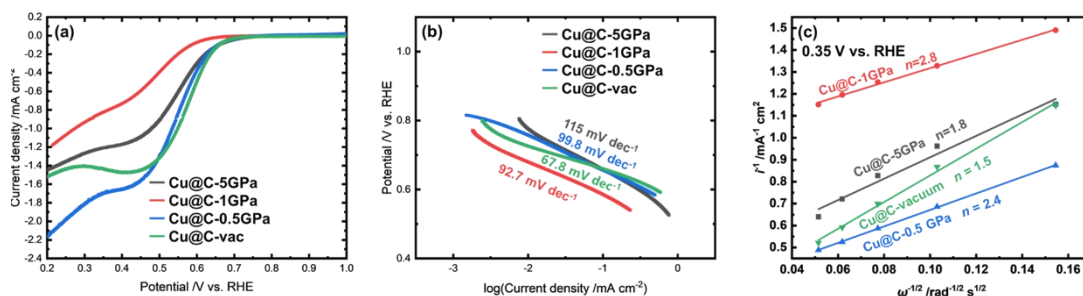 (a)
0.0
-0.2
-0.4
-0.6
-0.8
-1.0
-1.2
-1.4
-1.6
-1.8
-2.0
-2.2
-2.4
Current density /mA cm⁻²
Cu@C-5GPa
Cu@C-1GPa
Cu@C-0.5GPa
Cu@C-vac
0.2 0.3 0.4 0.5 0.6 0.7 0.8 0.9 1.0
Potential /V vs. RHE
(b)
1.0
0.8
0.6
0.4
Potential /V vs. RHE
Cu@C-5GPa
Cu@C-1GPa
Cu@C-0.5GPa
Cu@C-vac
115 mV dec⁻¹
99.8 mV dec⁻¹
67.8 mV dec⁻¹
92.7 mV dec⁻¹
-3 -2 -1 0 1
log(Current density /mA cm⁻²)
(c)
0.35 V vs. RHE
1.5
1.4
1.3
1.2
1.1
1.0
0.9
0.8
0.7
0.6
0.5
Cu@C-1GPa n=2.8
Cu@C-5GPa n=1.8
Cu@C-vacuum n = 1.5
Cu@C-0.5 GPa n = 2.4
0.04 0.06 0.08 0.10 0.12 0.14 0.16
ω⁻¹/² /rad⁻¹/² s¹/²